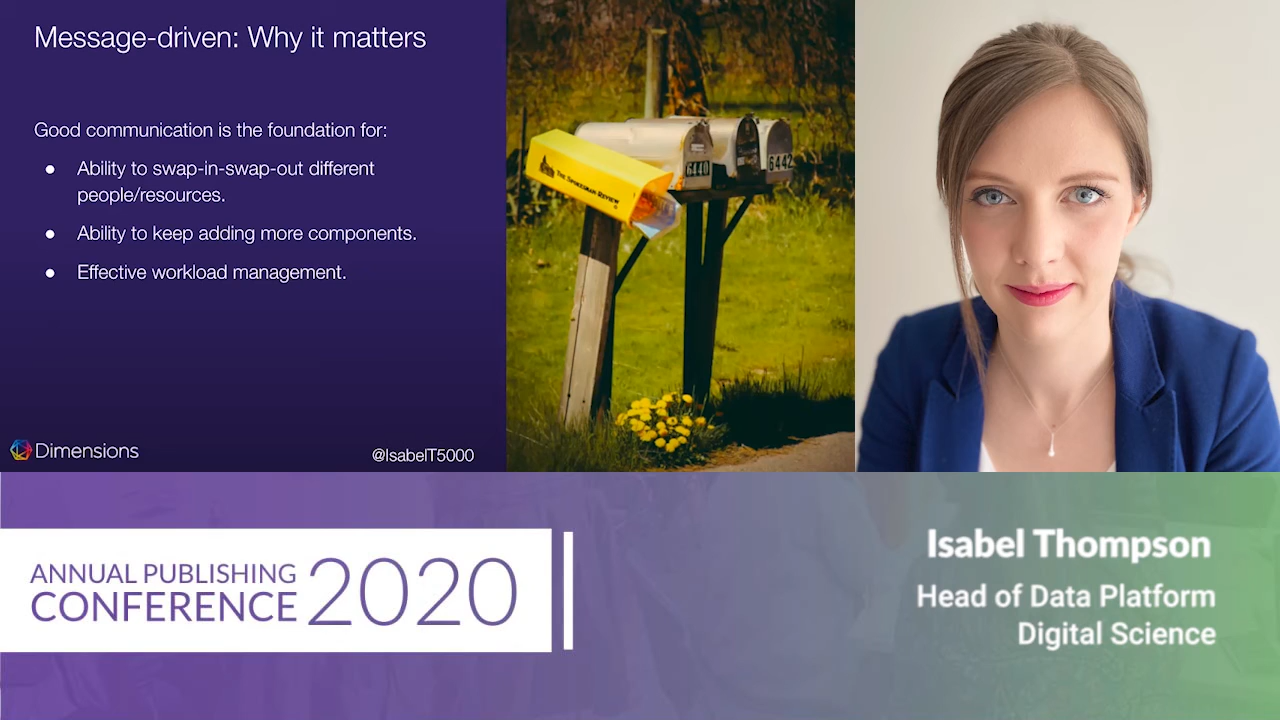 Message-driven: Why it matters
Good communication is the foundation for:
● Ability to swap-in-swap-out different
people/resources.
● Ability to keep adding more components.
● Effective workload management.
Dimensions
@IsabelT5000
THE SPOKESMAN-REVIEW
6440
6442
ANNUAL PUBLISHING
CONFERENCE 2020
Isabel Thompson
Head of Data Platform
Digital Science